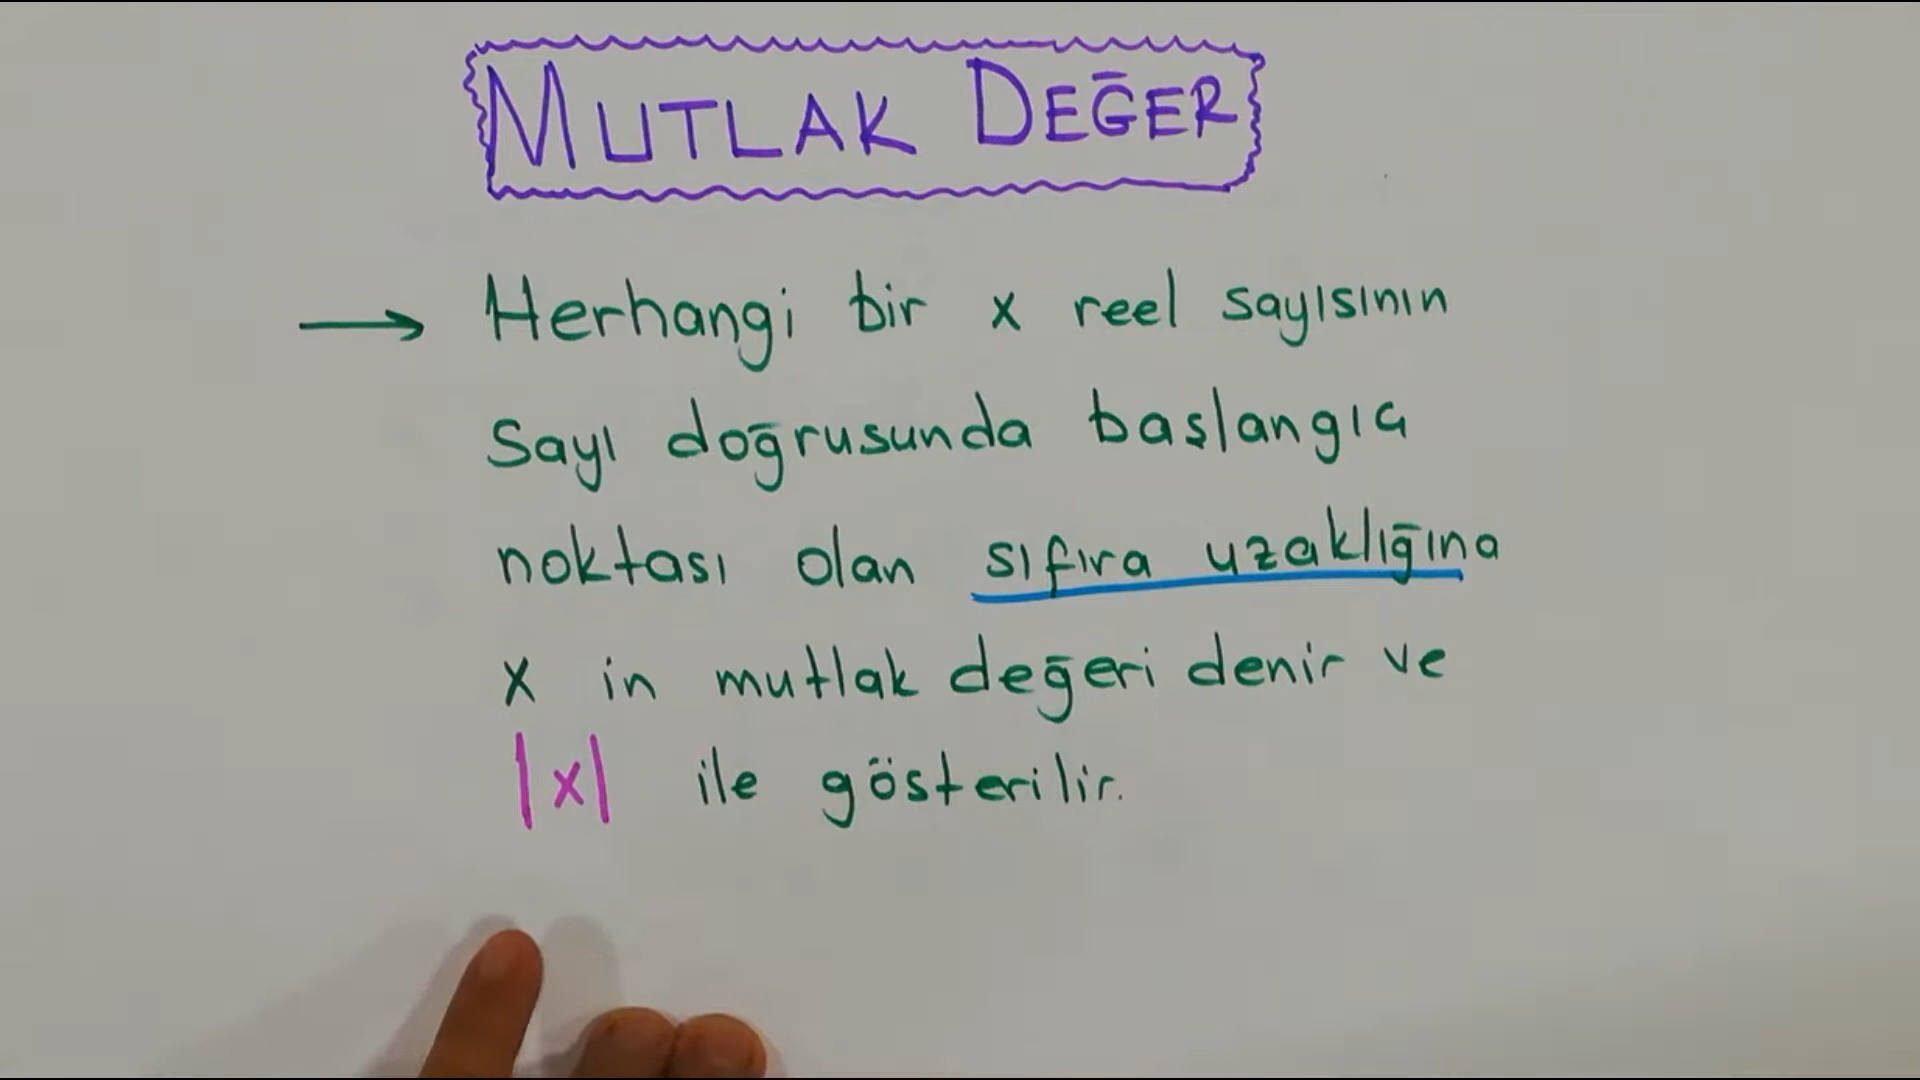 MUTLAK DEĞER
→ Herhangi bir x reel sayısının
Sayı doğrusunda başlangıç
noktası olan sıfıra uzaklığına
x in mutlak değeri denir ve
|x| ile gösterilir.